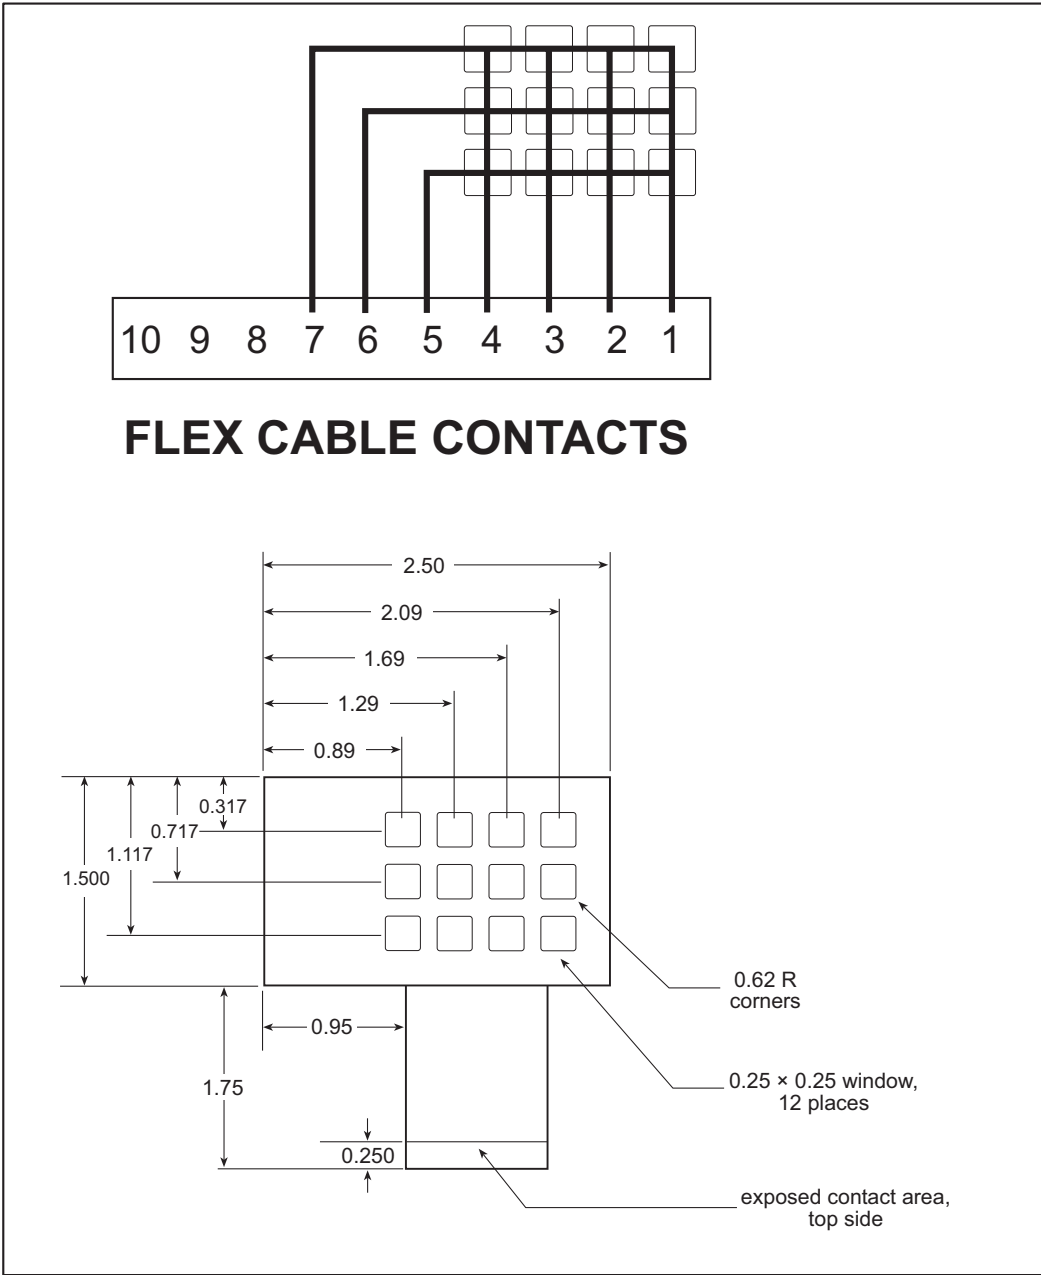 10 9 8 7 6 5 4 3 2 1
FLEX CABLE CONTACTS
2.50
2.09
1.69
1.29
0.89
0.317
0.717
1.117
1.500
0.62 R
corners
0.95
1.75
0.25 × 0.25 window,
12 places
0.250
exposed contact area,
top side